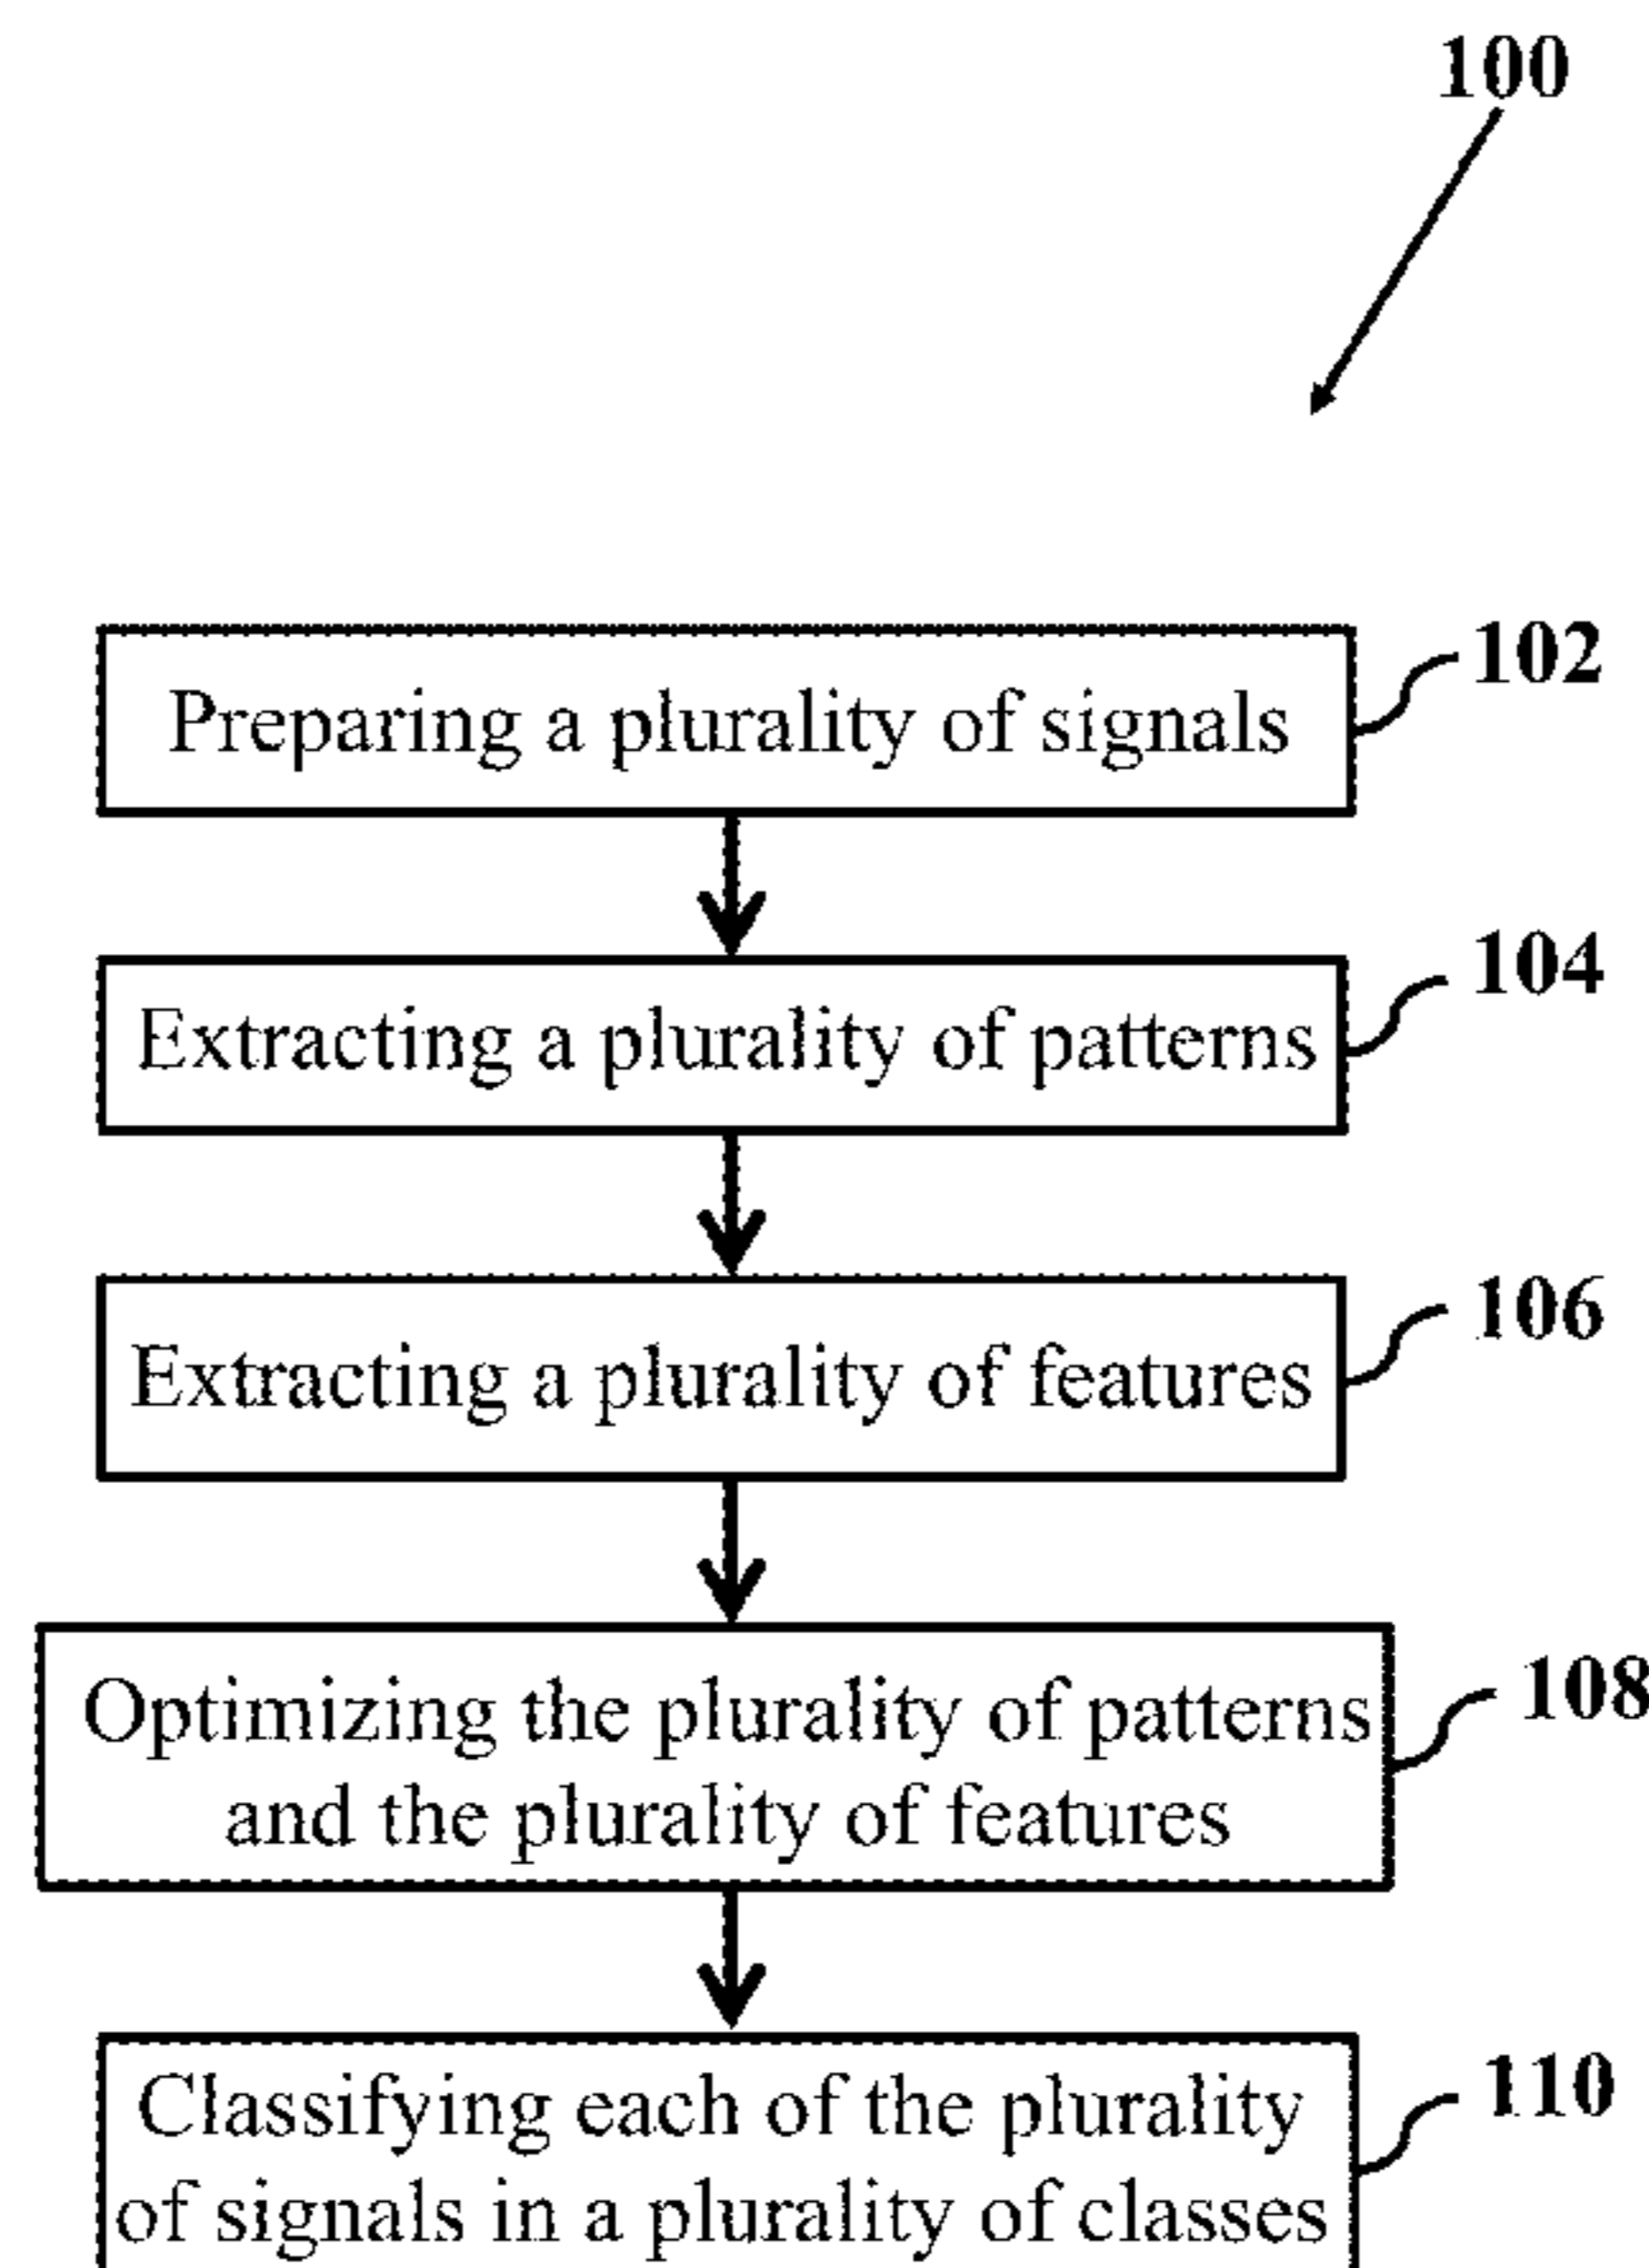 100
Preparing a plurality of signals
102
Extracting a plurality of patterns
104
Extracting a plurality of features
106
Optimizing the plurality of patterns
and the plurality of features
108
Classifying each of the plurality
of signals in a plurality of classes
110